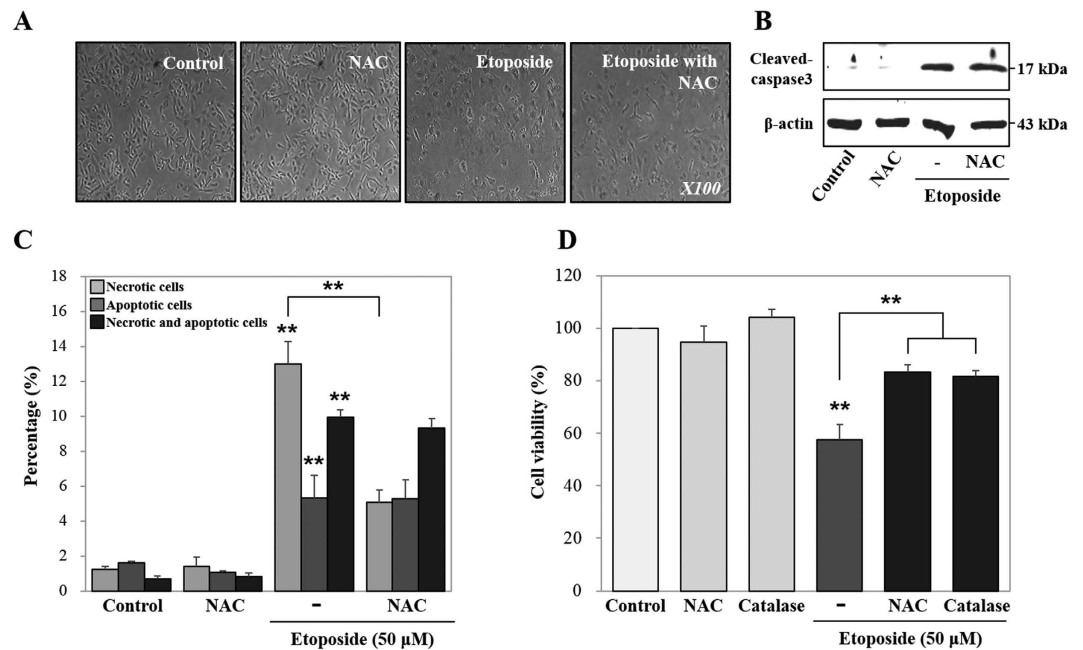 A
Control
NAC
Etoposide
Etoposide with
NAC
X100
B
Cleaved-
caspase3
17 kDa
β-actin
43 kDa
Control
NAC
-
NAC
Etoposide
C
Percentage (%)
18
16
14
12
10
8
6
4
2
0
Necrotic cells
Apoptotic cells
Necrotic and apoptotic cells
**
**
**
**
Control
NAC
-
NAC
Etoposide (50 μM)
D
Cell viability (%)
120
100
80
60
40
20
0
**
**
Control
NAC
Catalase
-
NAC
Catalase
Etoposide (50 μM)